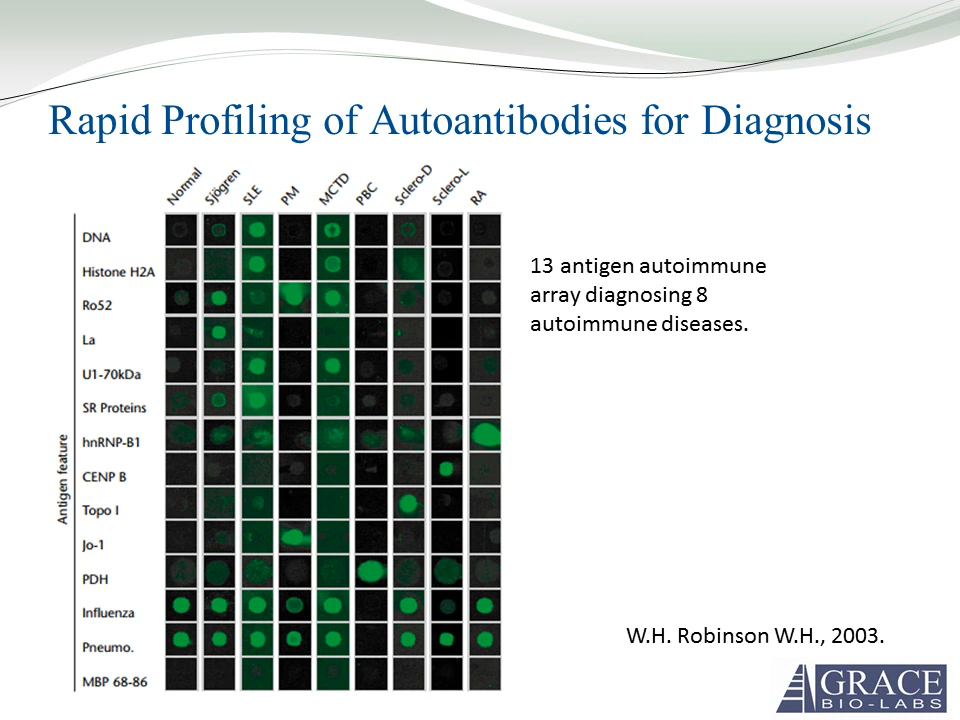 Rapid Profiling of Autoantibodies for Diagnosis
Normal
Sjögren
SLE
PM
MCTD
PBC
Sclero-D
Sclero-L
RA
Antigen feature
DNA
Histone H2A
Ro52
La
U1-70kDa
SR Proteins
hnRNP-B1
CENP B
Topo I
Jo-1
PDH
Influenza
Pneumo.
MBP 68-86
13 antigen autoimmune
array diagnosing 8
autoimmune diseases.
W.H. Robinson W.H., 2003.
GRACE
BIO-LABS